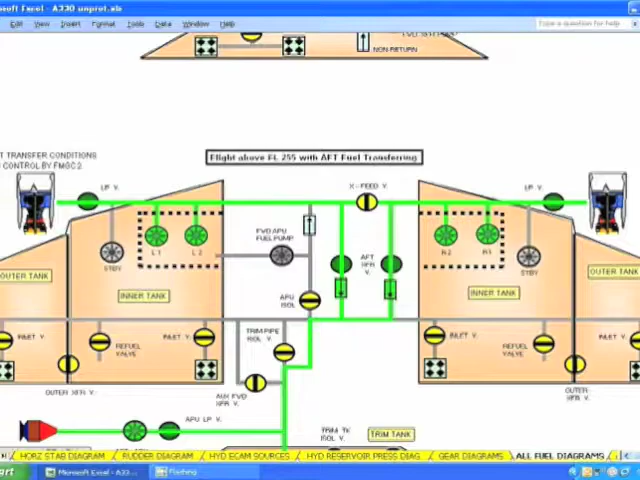 osoft Excel - A330 unprot.xls
Edit View Insert Format Tools Data Window Help
Type a question for help
NON-RETURN
T TRANSFER CONDITIONS
CONTROL BY FMGC 2
Flight above FL 255 with AFT Fuel Transferring
LP V.
X-FEED V.
LP V.
FWD APU
FUEL PUMP
L 1
L 2
R2
R1
AFT
XFR
V.
STBY
STBY
OUTER TANK
OUTER TANK
INNER TANK
INNER TANK
APU
ISOL
INLET V.
INLET V.
TRIM PIPE
ISOL V.
INLET V.
INLET V.
REFUEL
VALVE
REFUEL
VALVE
OUTER XFR V.
AUX FWD
XFR V.
OUTER
XFR V.
APU LP V.
TRIM TK
ISOL V.
TRIM TANK
HORZ STAB DIAGRAM
RUDDER DIAGRAM
HYD ECAM SOURCES
HYD RESERVOIR PRESS DIAG
GEAR DIAGRAMS
ALL FUEL DIAGRAMS
tart
Microsoft Excel - A33...
Flashing